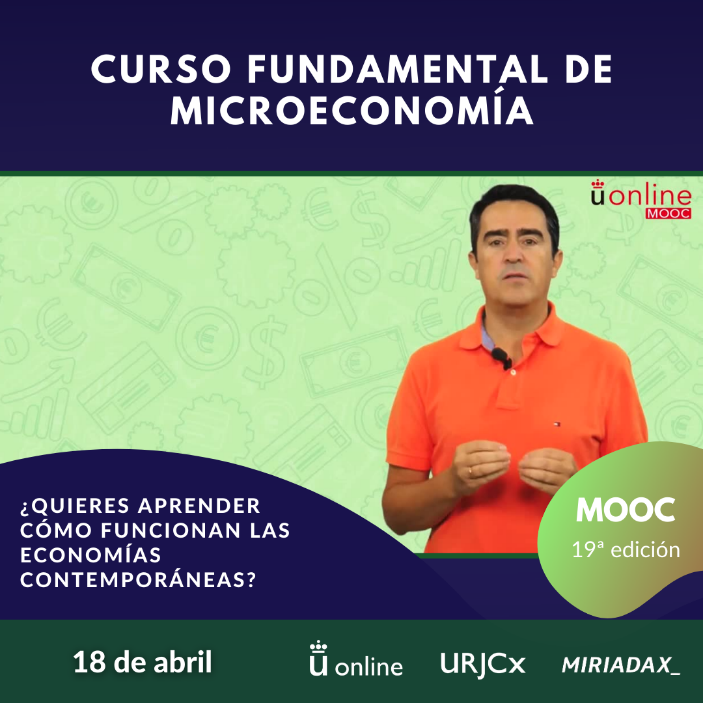 CURSO FUNDAMENTAL DE
MICROECONOMÍA
ü online
MOOC
¿QUIERES APRENDER
CÓMO FUNCIONAN LAS
ECONOMÍAS
CONTEMPORÁNEAS?
MOOC
19ª edición
18 de abril
ü online
URJCx
MIRIADAX_